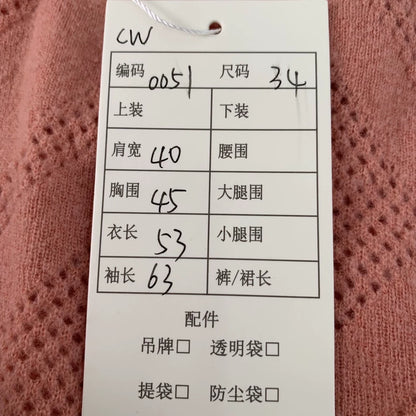 CW
编码 0051 尺码 34
上装 下装
肩宽 40 腰围
胸围 45 大腿围
衣长 53 小腿围
袖长 63 裤/裙长
配件
吊牌□ 透明袋□
提袋□ 防尘袋□